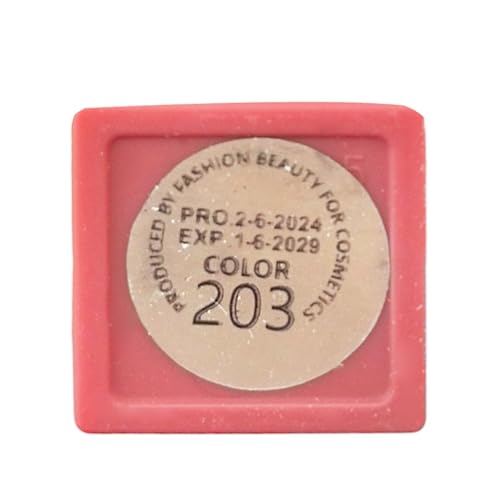 PRODUCED BY FASHION BEAUTY FOR COSMETICS
PRO.2-6-2024
EXP.1-6-2029
COLOR
203